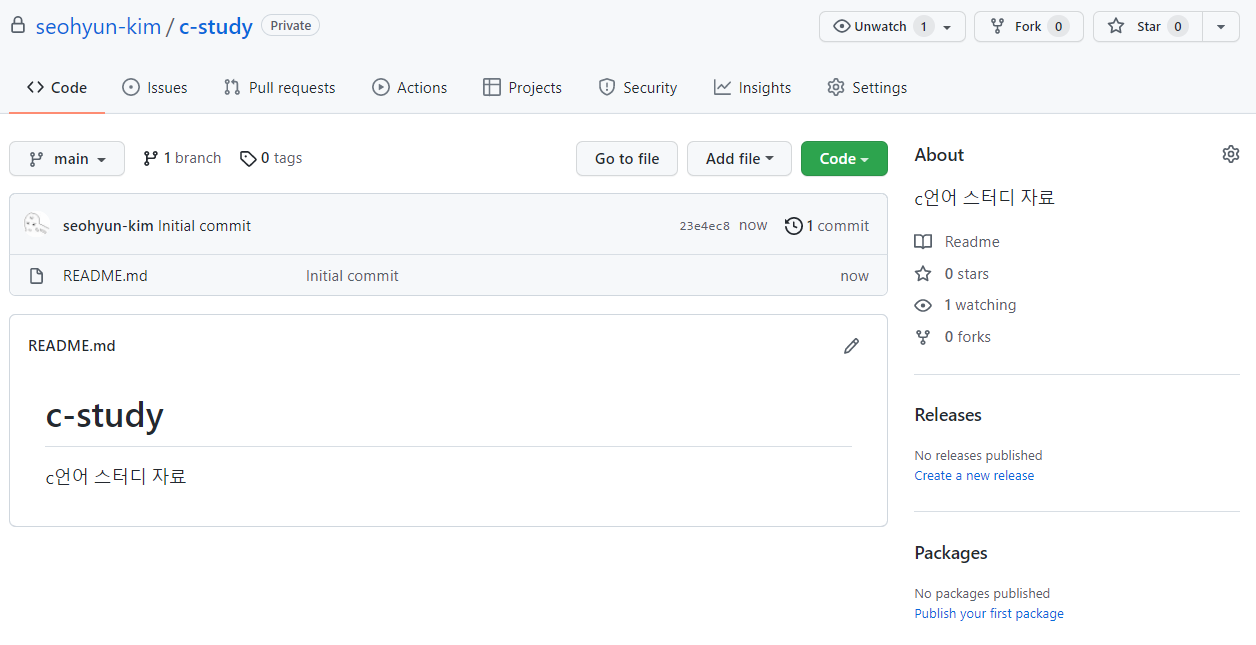 seohyun-kim / c-study Private Unwatch 1 Fork 0 Star 0
Code Issues Pull requests Actions Projects Security Insights Settings
main 1 branch 0 tags Go to file Add file Code
seohyun-kim Initial commit 23e4ec8 now 1 commit
README.md Initial commit now
README.md
c-study
c언어 스터디 자료
About
c언어 스터디 자료
Readme
0 stars
1 watching
0 forks
Releases
No releases published
Create a new release
Packages
No packages published
Publish your first package